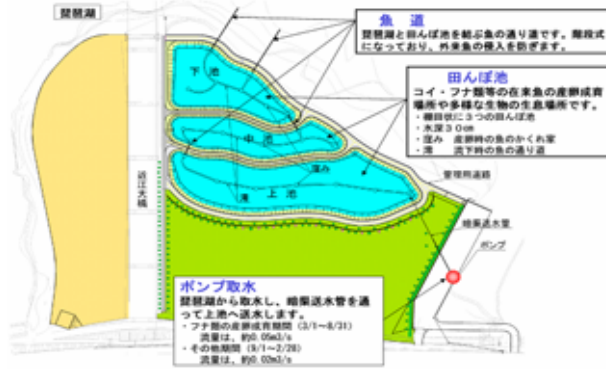 琵琶湖
魚 道
琵琶湖と田んぼ池を結ぶ魚の通り道です。階段式
になっており、外来魚の侵入を防ぎます。
下 池
田んぼ池
コイ・フナ類等の在来魚の産卵成育
場所や多様な生物の生息場所です。
・棚田状に３つの田んぼ池
・水深３０cm
・窪み 産卵時の魚のかくれ家
・澪 流下時の魚の通り道
中 池
窪み
管理用道路
近江大橋
澪
上 池
暗渠送水管
ポンプ
ポンプ取水
琵琶湖から取水し、暗渠送水管を通
って上池へ送水します。
・フナ類の産卵成育期間（3/1～8/31）
流量は、約0.05m3/s
・その他期間（9/1～2/28）
流量は、約0.02m3/s